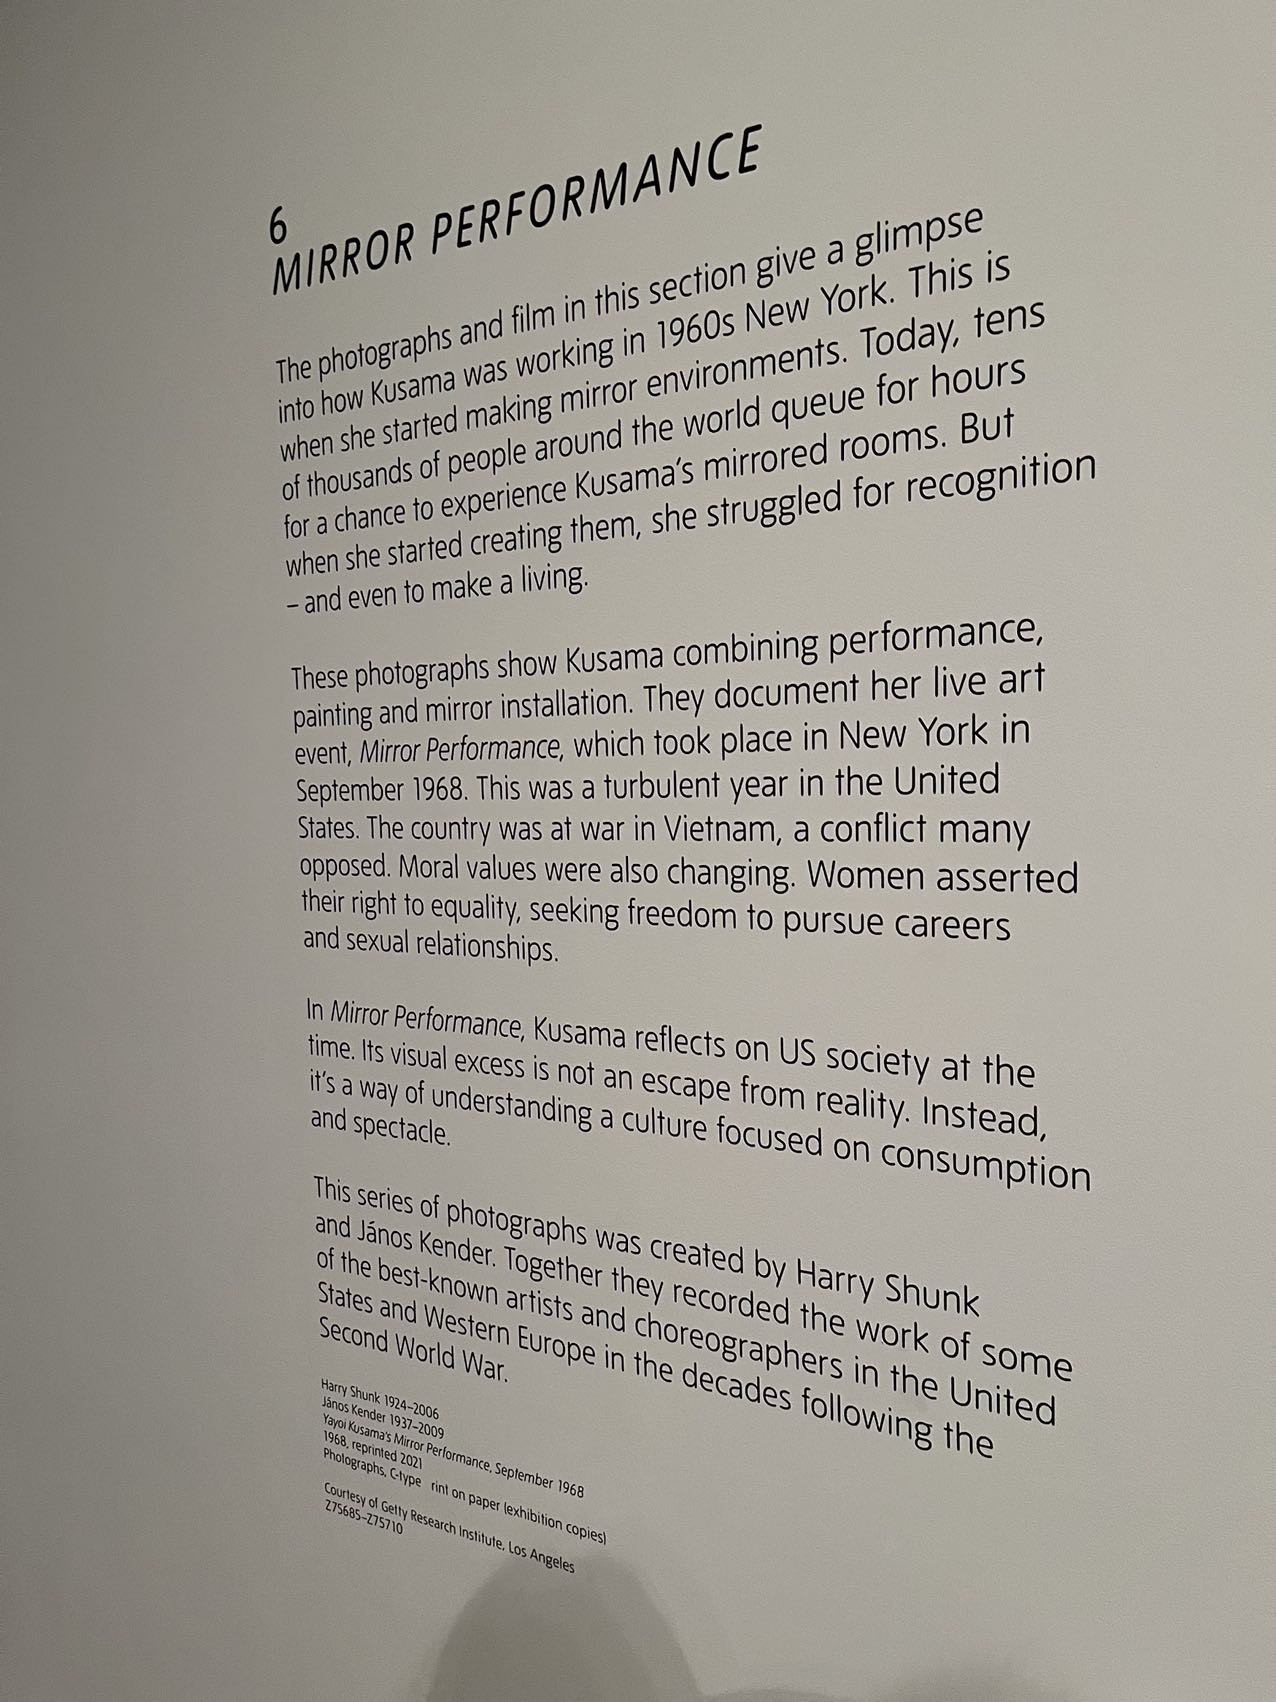 6
MIRROR PERFORMANCE
The photographs and film in this section give a glimpse
into how Kusama was working in 1960s New York. This is
when she started making mirror environments. Today, tens
of thousands of people around the world queue for hours
for a chance to experience Kusama's mirrored rooms. But
when she started creating them, she struggled for recognition
– and even to make a living.
These photographs show Kusama combining performance,
painting and mirror installation. They document her live art
event, Mirror Performance, which took place in New York in
September 1968. This was a turbulent year in the United
States. The country was at war in Vietnam, a conflict many
opposed. Moral values were also changing. Women asserted
their right to equality, seeking freedom to pursue careers
and sexual relationships.
In Mirror Performance, Kusama reflects on US society at the
time. Its visual excess is not an escape from reality. Instead,
it's a way of understanding a culture focused on consumption
and spectacle.
This series of photographs was created by Harry Shunk
and János Kender. Together they recorded the work of some
of the best-known artists and choreographers in the United
States and Western Europe in the decades following the
Second World War.
Harry Shunk 1924–2006
János Kender 1937–2009
Yayoi Kusama's Mirror Performance, September 1968
1968, reprinted 2021
Photographs, C-type rint on paper (exhibition copies)
Courtesy of Getty Research Institute, Los Angeles
Z75685–Z75710